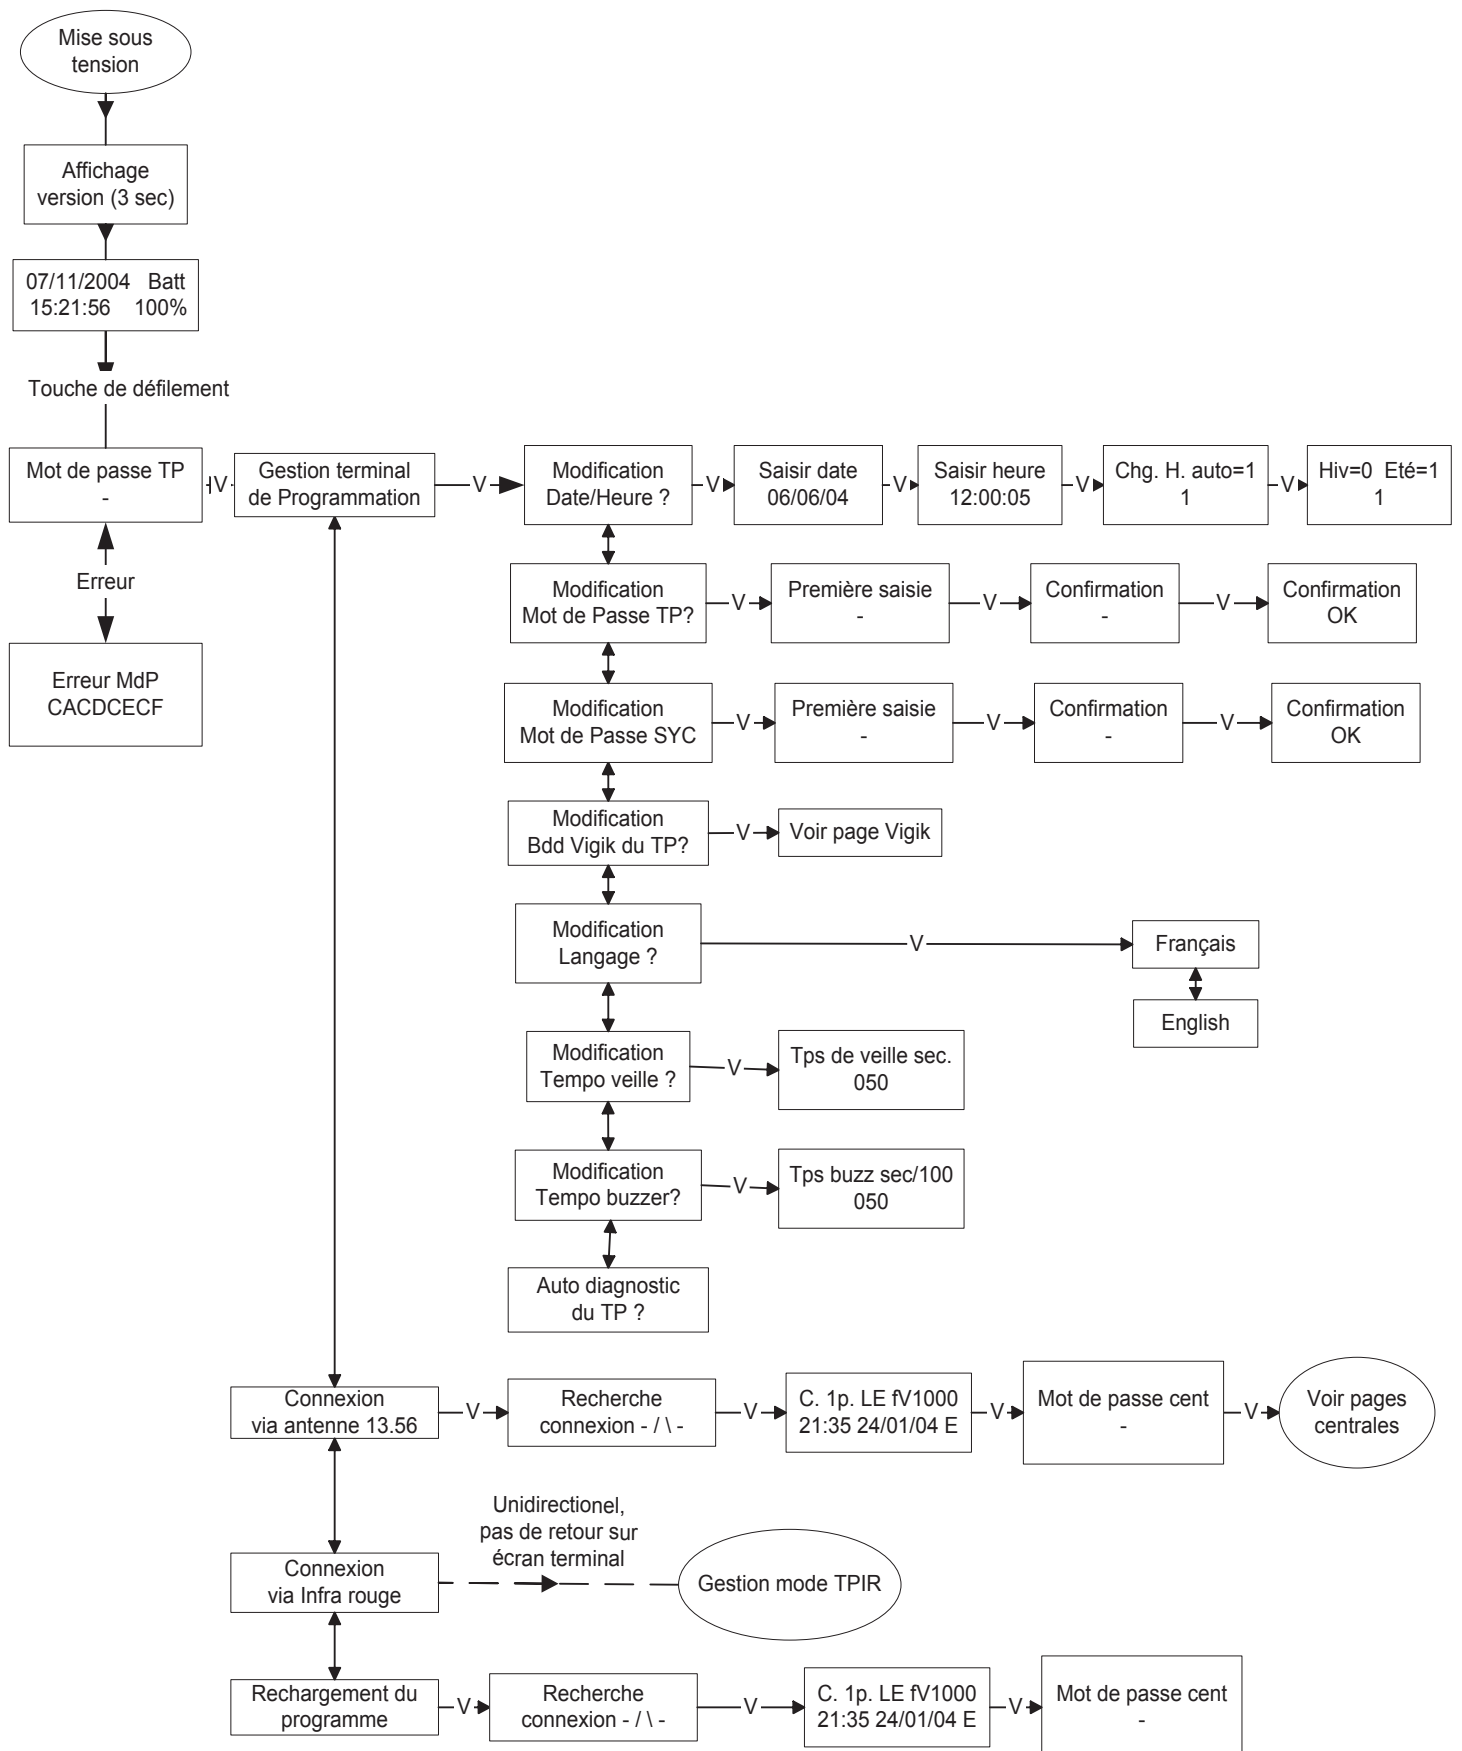 Mise sous
tension
Affichage
version (3 sec)
07/11/2004 Batt
15:21:56 100%
Touche de défilement
Mot de passe TP
-
V
Gestion terminal
de Programmation
V
Modification
Date/Heure ?
V
Saisir date
06/06/04
V
Saisir heure
12:00:05
V
Chg. H. auto=1
1
V
Hiv=0 Eté=1
1
Erreur
Erreur MdP
CACDCECF
Modification
Mot de Passe TP?
V
Première saisie
-
V
Confirmation
-
V
Confirmation
OK
Modification
Mot de Passe SYC
V
Première saisie
-
V
Confirmation
-
V
Confirmation
OK
Modification
Bdd Vigik du TP?
V
Voir page Vigik
Modification
Langage ?
V
Français
English
Modification
Tempo veille ?
V
Tps de veille sec.
050
Modification
Tempo buzzer?
V
Tps buzz sec/100
050
Auto diagnostic
du TP ?
Connexion
via antenne 13.56
V
Recherche
connexion - / \ -
V
C. 1p. LE fV1000
21:35 24/01/04 E
V
Mot de passe cent
-
V
Voir pages
centrales
Connexion
via Infra rouge
Unidirectionel,
pas de retour sur
écran terminal
Gestion mode TPIR
Rechargement du
programme
V
Recherche
connexion - / \ -
V
C. 1p. LE fV1000
21:35 24/01/04 E
V
Mot de passe cent
-